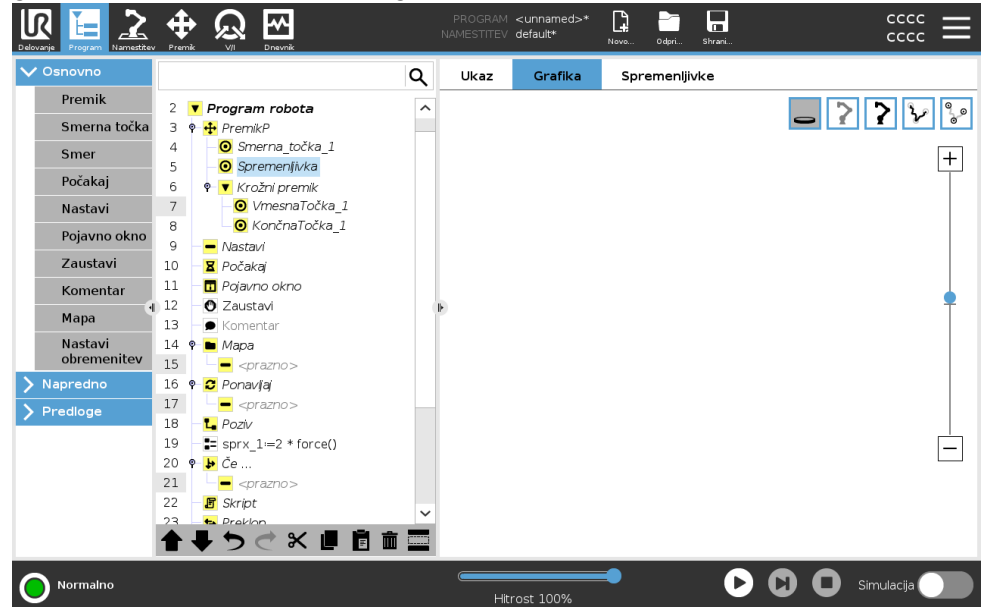 PROGRAM <unnamed>*
NAMESTITEV default*
Delovanje Program Namestitev Premik V/I Dnevnik Novo... Odpri... Shrani...
cccc
cccc
Osnovno
Premik
Smerna točka
Smer
Počakaj
Nastavi
Pojavno okno
Zaustavi
Komentar
Mapa
Nastavi
obremenitev
Napredno
Predloge
2 Program robota
3 PremikP
4 Smerna_točka_1
5 Spremenljivka
6 Krožni premik
7 VmesnaTočka_1
8 KončnaTočka_1
9 Nastavi
10 Počakaj
11 Pojavno okno
12 Zaustavi
13 Komentar
14 Mapa
15 <prazno>
16 Ponavljaj
17 <prazno>
18 Poziv
19 sprx_1≔2 * force()
20 Če ...
21 <prazno>
22 Skript
23 Preklop
Ukaz Grafika Spremenljivke
Normalno
Hitrost 100%
Simulacija